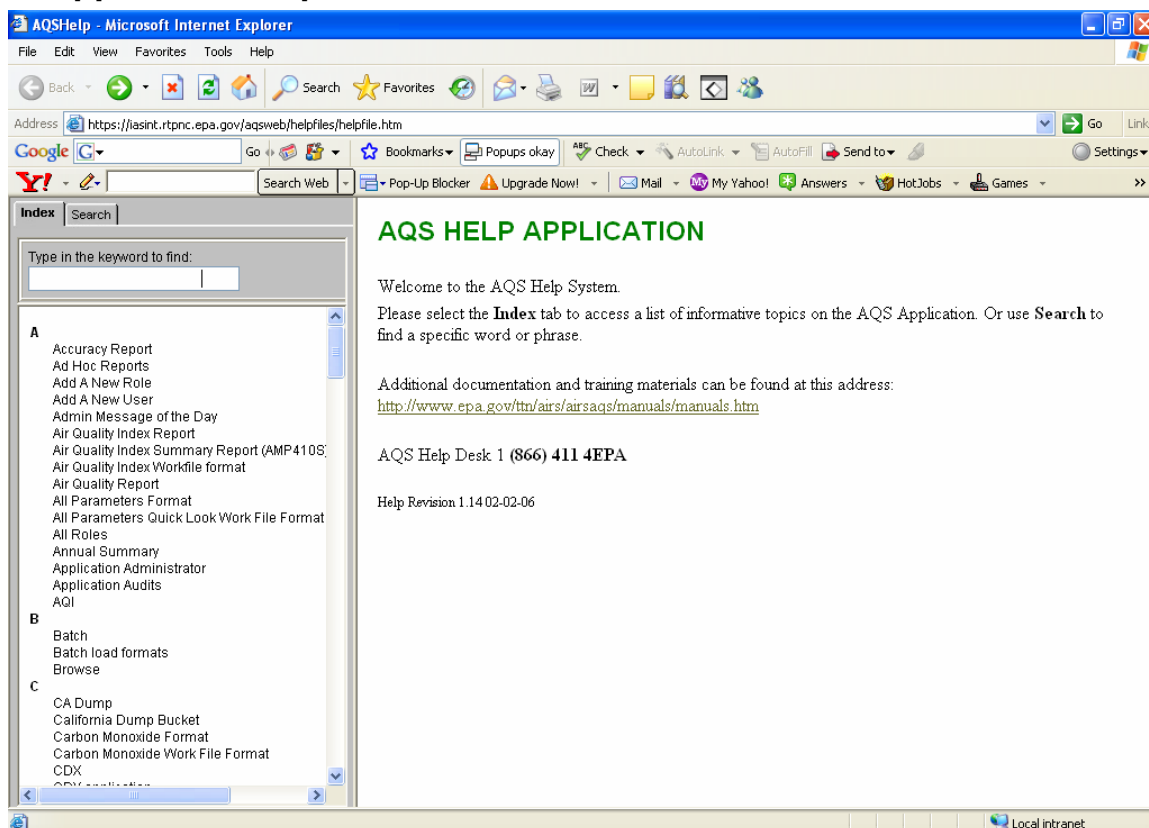 AQSHelp - Microsoft Internet Explorer
File Edit View Favorites Tools Help
Back Search Favorites
Address https://iasint.rtpnc.epa.gov/aqsweb/helpfiles/helpfile.htm Go Link
Google G Go Bookmarks Popups okay ABC Check AutoLink AutoFill Send to Settings
Y! Search Web Pop-Up Blocker Upgrade Now! Mail My Yahoo! Answers HotJobs Games »
Index Search
Type in the keyword to find:
A
Accuracy Report
Ad Hoc Reports
Add A New Role
Add A New User
Admin Message of the Day
Air Quality Index Report
Air Quality Index Summary Report (AMP410S)
Air Quality Index Workfile format
Air Quality Report
All Parameters Format
All Parameters Quick Look Work File Format
All Roles
Annual Summary
Application Administrator
Application Audits
AQI
B
Batch
Batch load formats
Browse
C
CA Dump
California Dump Bucket
Carbon Monoxide Format
Carbon Monoxide Work File Format
CDX
AQS HELP APPLICATION
Welcome to the AQS Help System.
Please select the Index tab to access a list of informative topics on the AQS Application. Or use Search to
find a specific word or phrase.
Additional documentation and training materials can be found at this address:
http://www.epa.gov/ttn/airs/airsaqs/manuals/manuals.htm
AQS Help Desk 1 (866) 411 4EPA
Help Revision 1.14 02-02-06
Local intranet